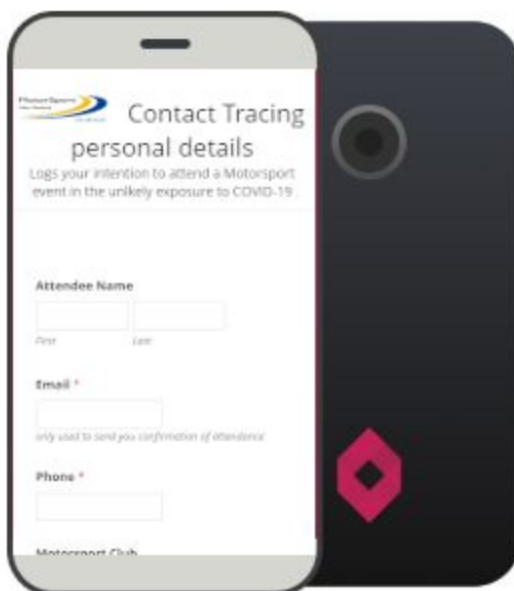 MotorSport
Contact Tracing
personal details
Logs your intention to attend a Motorsport
event in the unlikely exposure to COVID-19
Attendee Name
First Last
Email *
only used to send you confirmation of attendance
Phone *
Motorsport Club